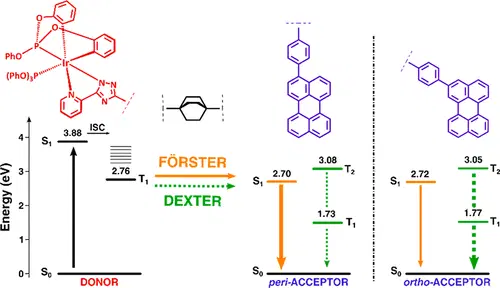 O
O
PhO
P
(PhO)3P
Ir
N
N
N
N
Energy (eV)
4
3
2
1
0
S1
3.88
ISC
2.76
T1
S0
DONOR
FÖRSTER
DEXTER
S1
2.70
3.08
T2
1.73
T1
S0
peri-ACCEPTOR
S1
2.72
3.05
T2
1.77
T1
S0
ortho-ACCEPTOR